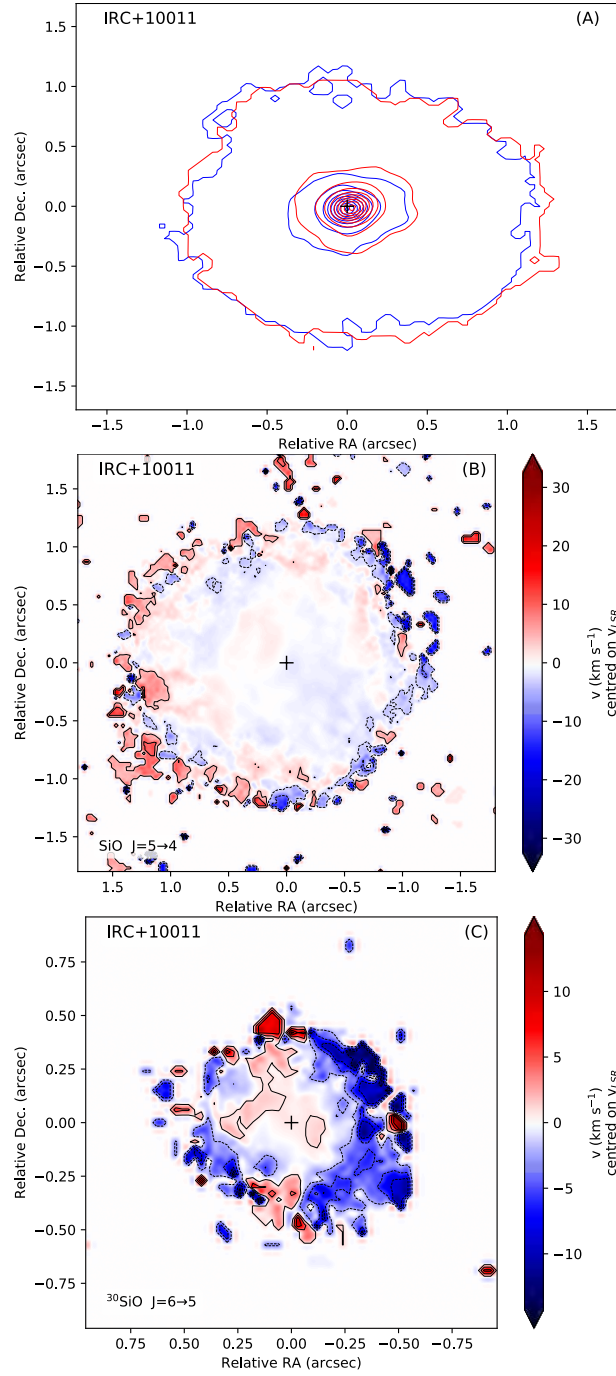 IRC+10011 (A)
1.5
1.0
0.5
0.0
−0.5
−1.0
−1.5
Relative Dec. (arcsec)
−1.5 −1.0 −0.5 0.0 0.5 1.0 1.5
Relative RA (arcsec)
IRC+10011 (B)
1.5
1.0
0.5
0.0
−0.5
−1.0
−1.5
Relative Dec. (arcsec)
SiO J=5→4
1.5 1.0 0.5 0.0 −0.5 −1.0 −1.5
Relative RA (arcsec)
30
20
10
0
−10
−20
−30
v (km s⁻¹)
centred on v_LSR
IRC+10011 (C)
0.75
0.50
0.25
0.00
−0.25
−0.50
−0.75
Relative Dec. (arcsec)
³⁰SiO J=6→5
0.75 0.50 0.25 0.00 −0.25 −0.50 −0.75
Relative RA (arcsec)
10
5
0
−5
−10
v (km s⁻¹)
centred on v_LSR